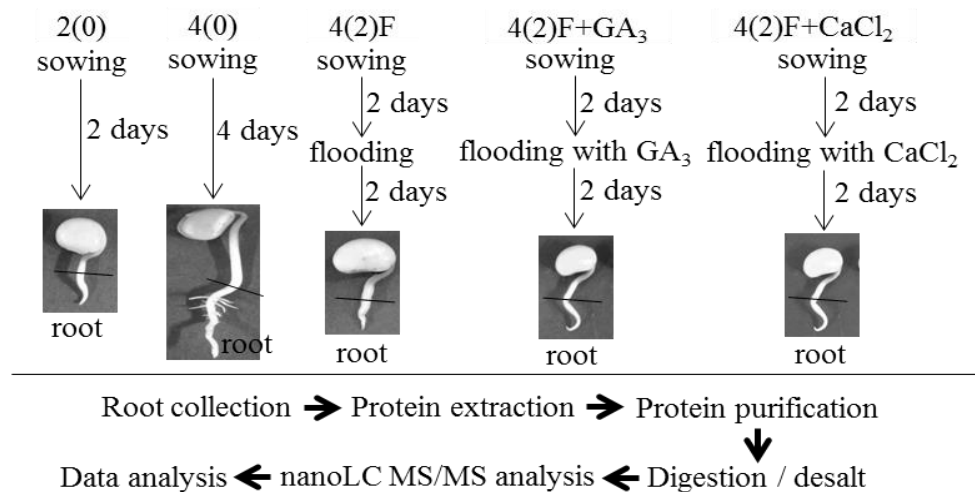 2(0) 4(0) 4(2)F 4(2)F+GA₃ 4(2)F+CaCl₂
sowing sowing sowing sowing sowing
2 days 4 days 2 days 2 days 2 days
flooding flooding with GA₃ flooding with CaCl₂
2 days 2 days 2 days
root root root root root
Root collection → Protein extraction → Protein purification
Data analysis ← nanoLC MS/MS analysis ← Digestion / desalt